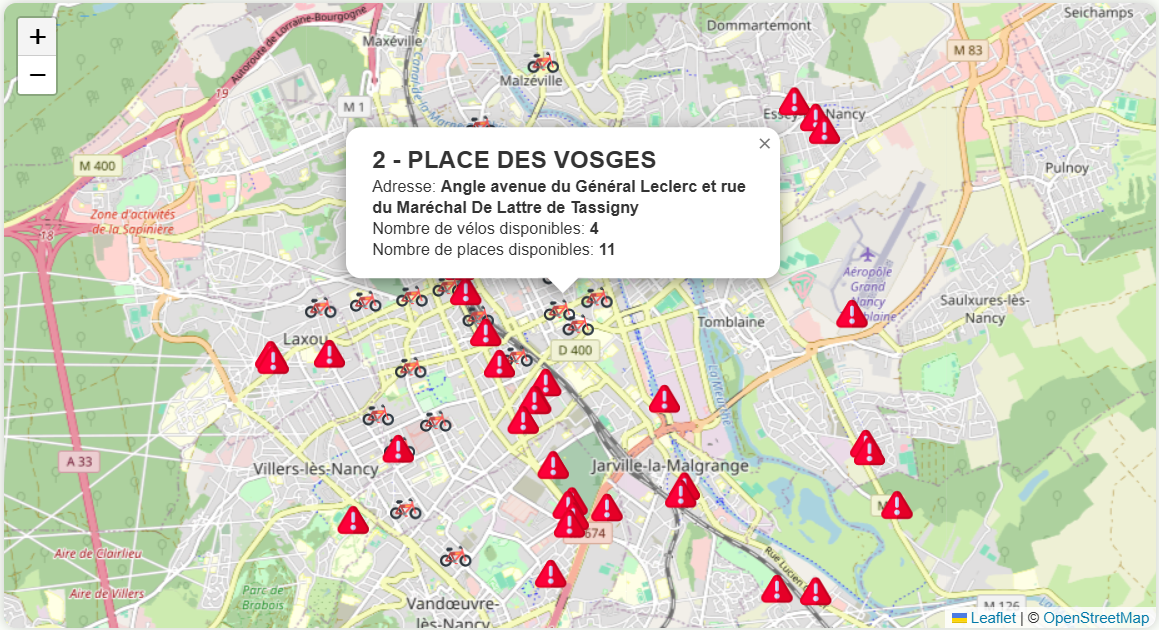 +
−
Autoroute de Lorraine-Bourgogne
Maxéville
Dommartemont
Seichamps
M 83
19
Malzéville
M 1
Nancy
M 400
Pulnoy
×
2 - PLACE DES VOSGES
Adresse: Angle avenue du Général Leclerc et rue
du Maréchal De Lattre de Tassigny
Nombre de vélos disponibles: 4
Nombre de places disponibles: 11
Zone d'activités
de la Sapinière
18
Aéropôle
Grand
Nancy
Saulxures-lès-
Nancy
Tomblaine
Laxou
D 400
La Meurthe
A 33
Villers-lès-Nancy
Jarville-la-Malgrange
674
Aire de Clairlieu
Rue Lucien
Aire de Villers
Parc de
Brabois
Vandœuvre-
lès-Nancy
M 126
Leaflet | © OpenStreetMap